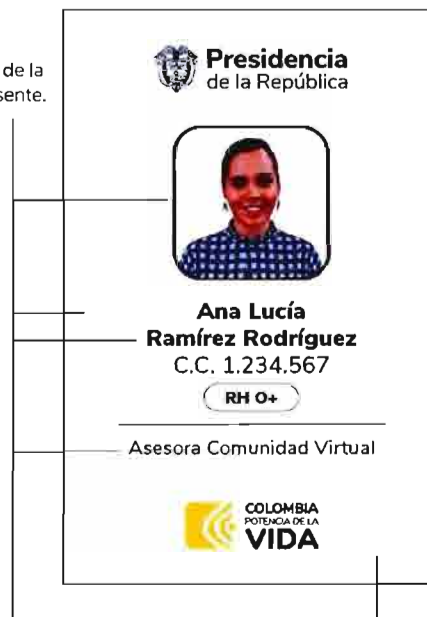 de la
sente.
Presidencia
de la República
Ana Lucía
Ramírez Rodríguez
C.C. 1.234.567
RH O+
Asesora Comunidad Virtual
COLOMBIA
POTENCIA DE LA
VIDA